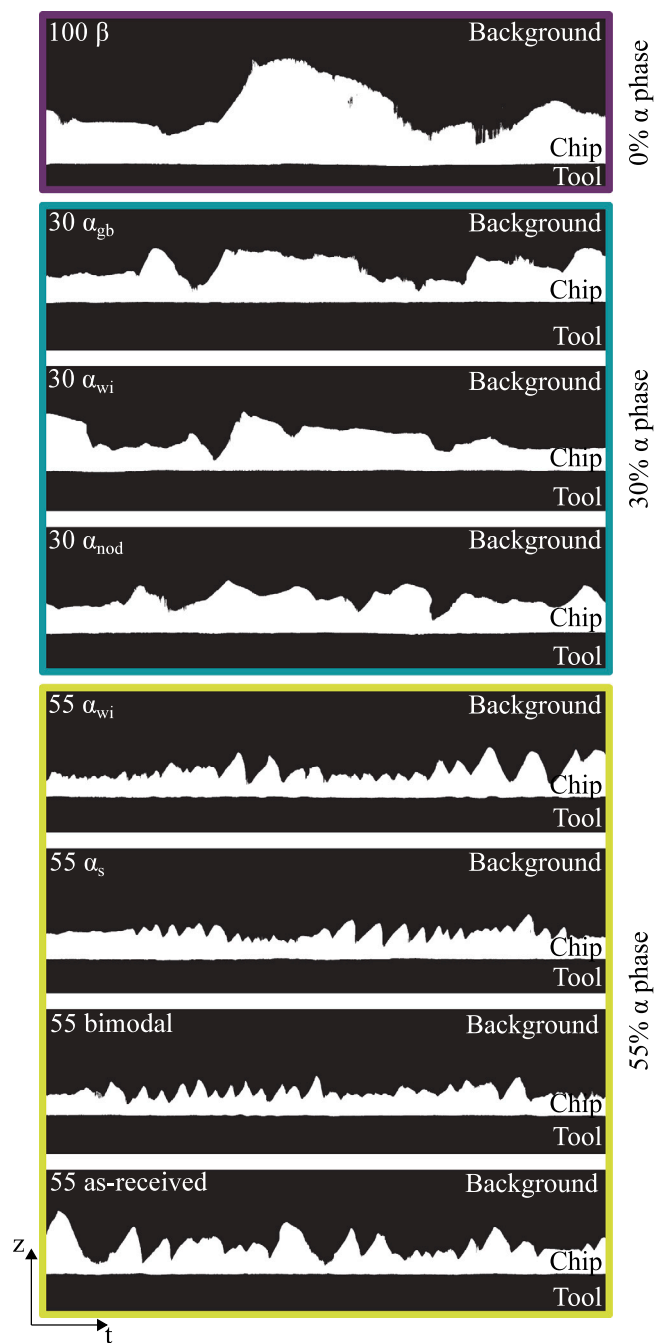 100 β Background
Chip
Tool
0% α phase
30 αgb Background
Chip
Tool
30 αwi Background
Chip
Tool
30 αnod Background
Chip
Tool
30% α phase
55 αwi Background
Chip
Tool
55 αs Background
Chip
Tool
55 bimodal Background
Chip
Tool
55 as-received Background
Chip
Tool
55% α phase
z
t